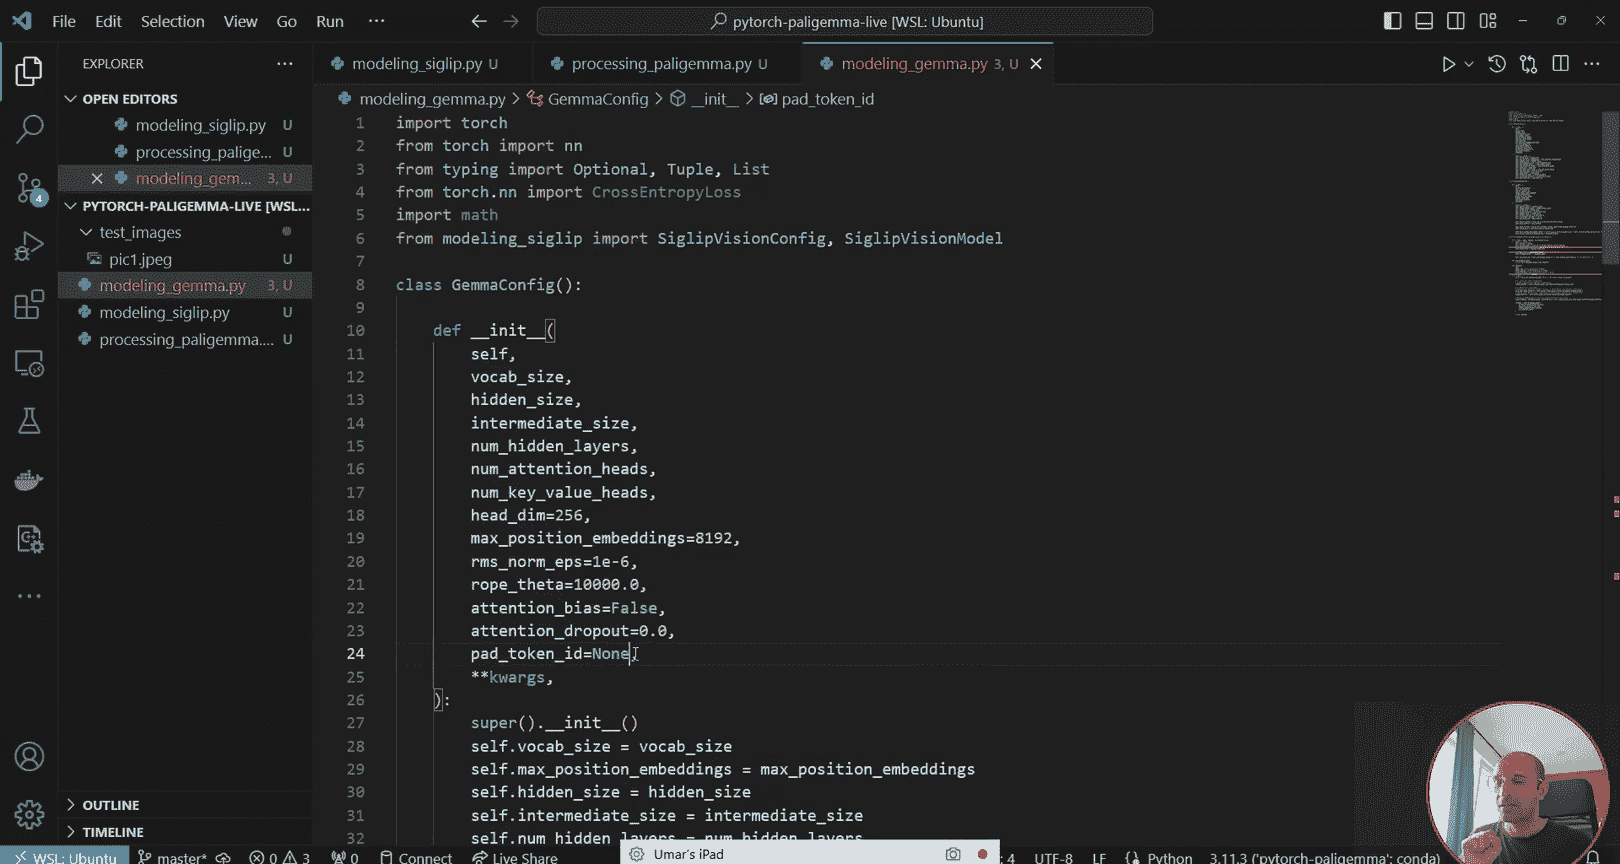 File Edit Selection View Go Run ···
pytorch-paligemma-live [WSL: Ubuntu]
EXPLORER ···
OPEN EDITORS
modeling_siglip.py U
processing_palige... U
modeling_gem... 3, U
PYTORCH-PALIGEMMA-LIVE [WSL...
test_images
pic1.jpeg U
modeling_gemma.py 3, U
modeling_siglip.py U
processing_paligemma.... U
OUTLINE
TIMELINE
4
modeling_siglip.py U
processing_paligemma.py U
modeling_gemma.py 3, U
modeling_gemma.py > GemmaConfig > __init__ > pad_token_id
1 import torch
2 from torch import nn
3 from typing import Optional, Tuple, List
4 from torch.nn import CrossEntropyLoss
5 import math
6 from modeling_siglip import SiglipVisionConfig, SiglipVisionModel
7
8 class GemmaConfig():
9
10 def __init__(
11 self,
12 vocab_size,
13 hidden_size,
14 intermediate_size,
15 num_hidden_layers,
16 num_attention_heads,
17 num_key_value_heads,
18 head_dim=256,
19 max_position_embeddings=8192,
20 rms_norm_eps=1e-6,
21 rope_theta=10000.0,
22 attention_bias=False,
23 attention_dropout=0.0,
24 pad_token_id=None,
25 **kwargs,
26 ):
27 super().__init__()
28 self.vocab_size = vocab_size
29 self.max_position_embeddings = max_position_embeddings
30 self.hidden_size = hidden_size
31 self.intermediate_size = intermediate_size
32 self.num_hidden_layers = num_hidden_layers
WSL: Ubuntu master* 0 3 0 Connect Live Share
Umar's iPad
: 4 UTF-8 LF {} Python 3.11.3 ('pytorch-paligemma': conda)